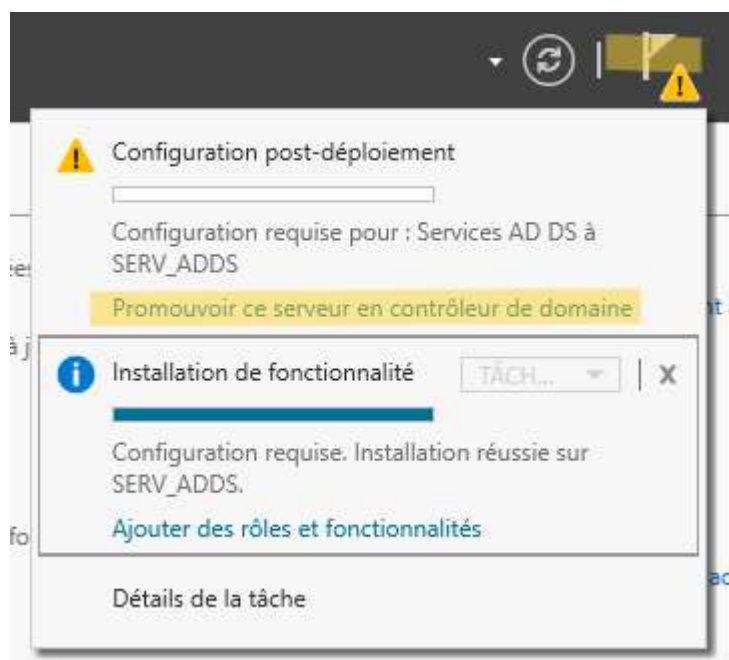 Configuration post-déploiement
Configuration requise pour : Services AD DS à
SERV_ADDS
Promouvoir ce serveur en contrôleur de domaine
Installation de fonctionnalité
TÂCH...
X
Configuration requise. Installation réussie sur
SERV_ADDS.
Ajouter des rôles et fonctionnalités
Détails de la tâche